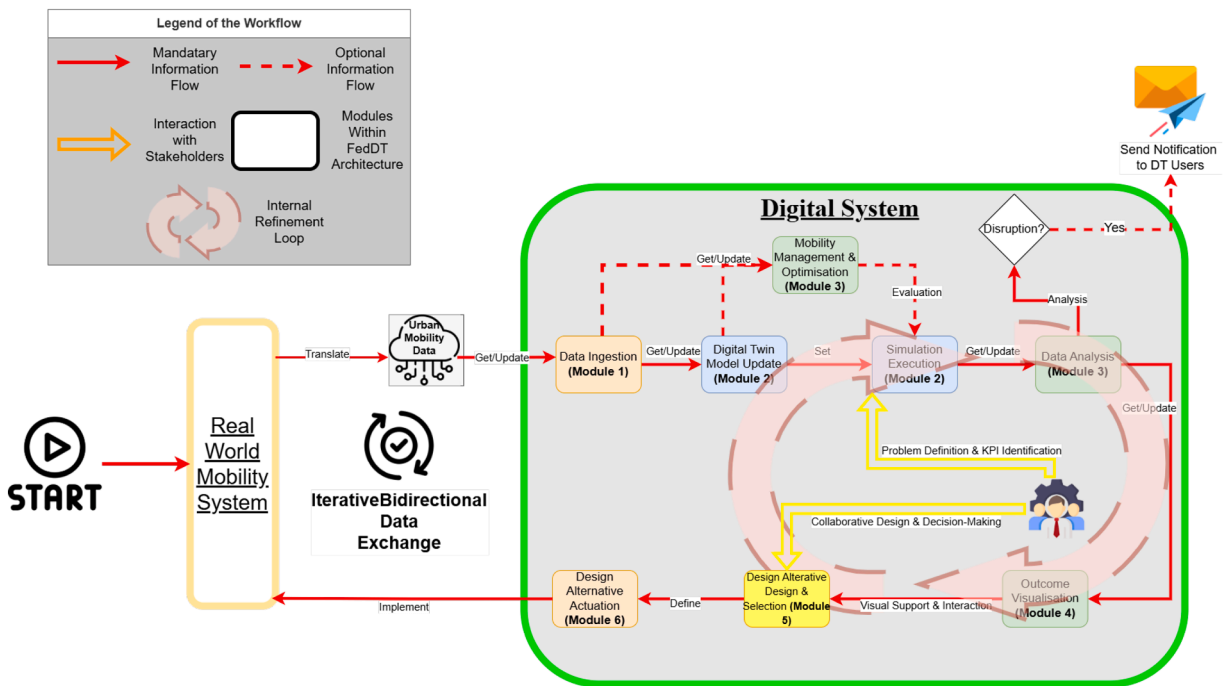 Legend of the Workflow
Mandatary
Information
Flow
Optional
Information
Flow
Interaction
with
Stakeholders
Modules
Within
FedDT
Architecture
Internal
Refinement
Loop
Send Notification
to DT Users
Digital System
Disruption?
Yes
Mobility
Management &
Optimisation
(Module 3)
Get/Update
Evaluation
Analysis
Urban
Mobility
Data
Translate
Get/Update
Data Ingestion
(Module 1)
Get/Update
Digital Twin
Model Update
(Module 2)
Set
Simulation
Execution
(Module 2)
Get/Update
Data Analysis
(Module 3)
Get/Update
START
Real
World
Mobility
System
IterativeBidirectional
Data
Exchange
Problem Definition & KPI Identification
Collaborative Design & Decision-Making
Implement
Design
Alternative
Actuation
(Module 6)
Define
Design Alterative
Design &
Selection (Module
5)
Visual Support & Interaction
Outcome
Visualisation
(Module 4)